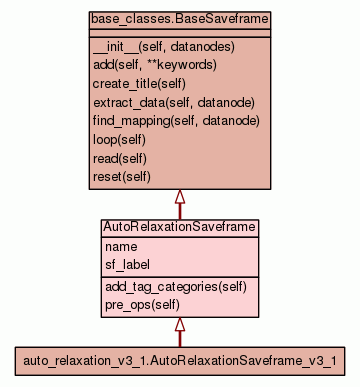 base_classes.BaseSaveframe
__init__(self, datanodes)
add(self, **keywords)
create_title(self)
extract_data(self, datanode)
find_mapping(self, datanode)
loop(self)
read(self)
reset(self)
AutoRelaxationSaveframe
name
sf_label
add_tag_categories(self)
pre_ops(self)
auto_relaxation_v3_1.AutoRelaxationSaveframe_v3_1